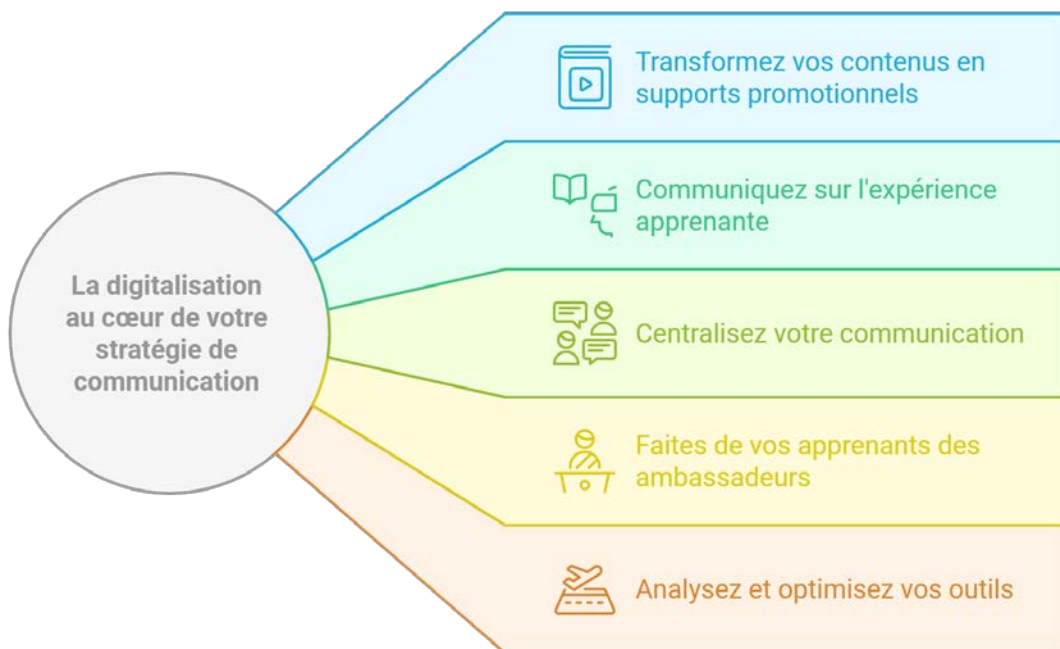 La digitalisation
au cœur de votre
stratégie de
communication
Transformez vos contenus en
supports promotionnels
Communiquez sur l'expérience
apprenante
Centralisez votre communication
Faites de vos apprenants des
ambassadeurs
Analysez et optimisez vos outils